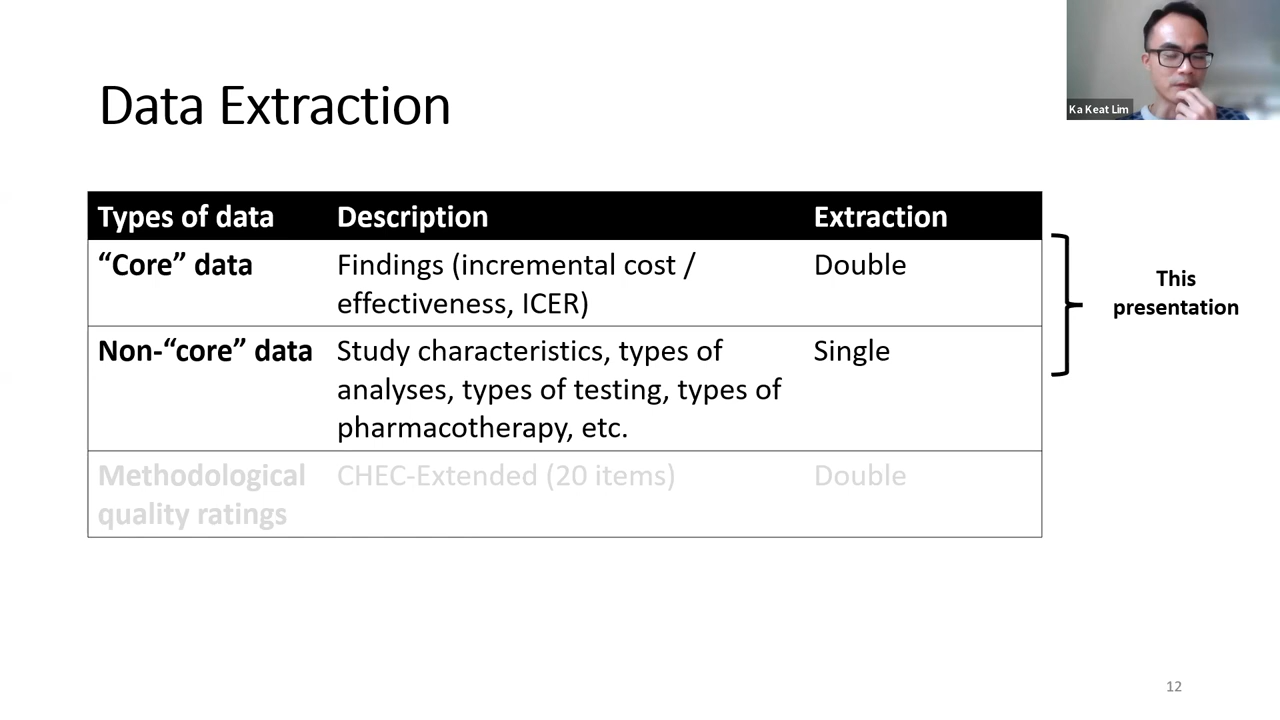 Data Extraction
Ka Keat Lim
Types of data Description Extraction
“Core” data Findings (incremental cost / Double
effectiveness, ICER)
Non-“core” data Study characteristics, types of Single
analyses, types of testing, types of
pharmacotherapy, etc.
Methodological CHEC-Extended (20 items) Double
quality ratings
This
presentation
12